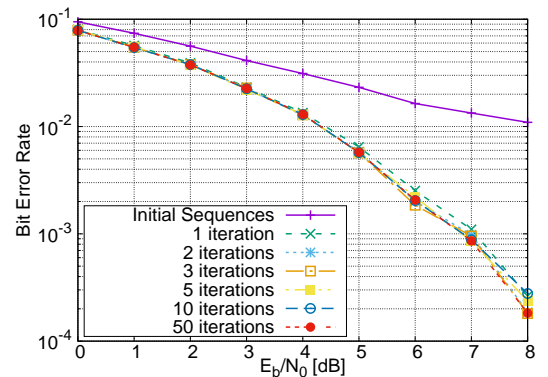 10^-1
10^-2
10^-3
10^-4
Bit Error Rate
Initial Sequences
1 iteration
2 iterations
3 iterations
5 iterations
10 iterations
50 iterations
0 1 2 3 4 5 6 7 8
E_b/N_0 [dB]